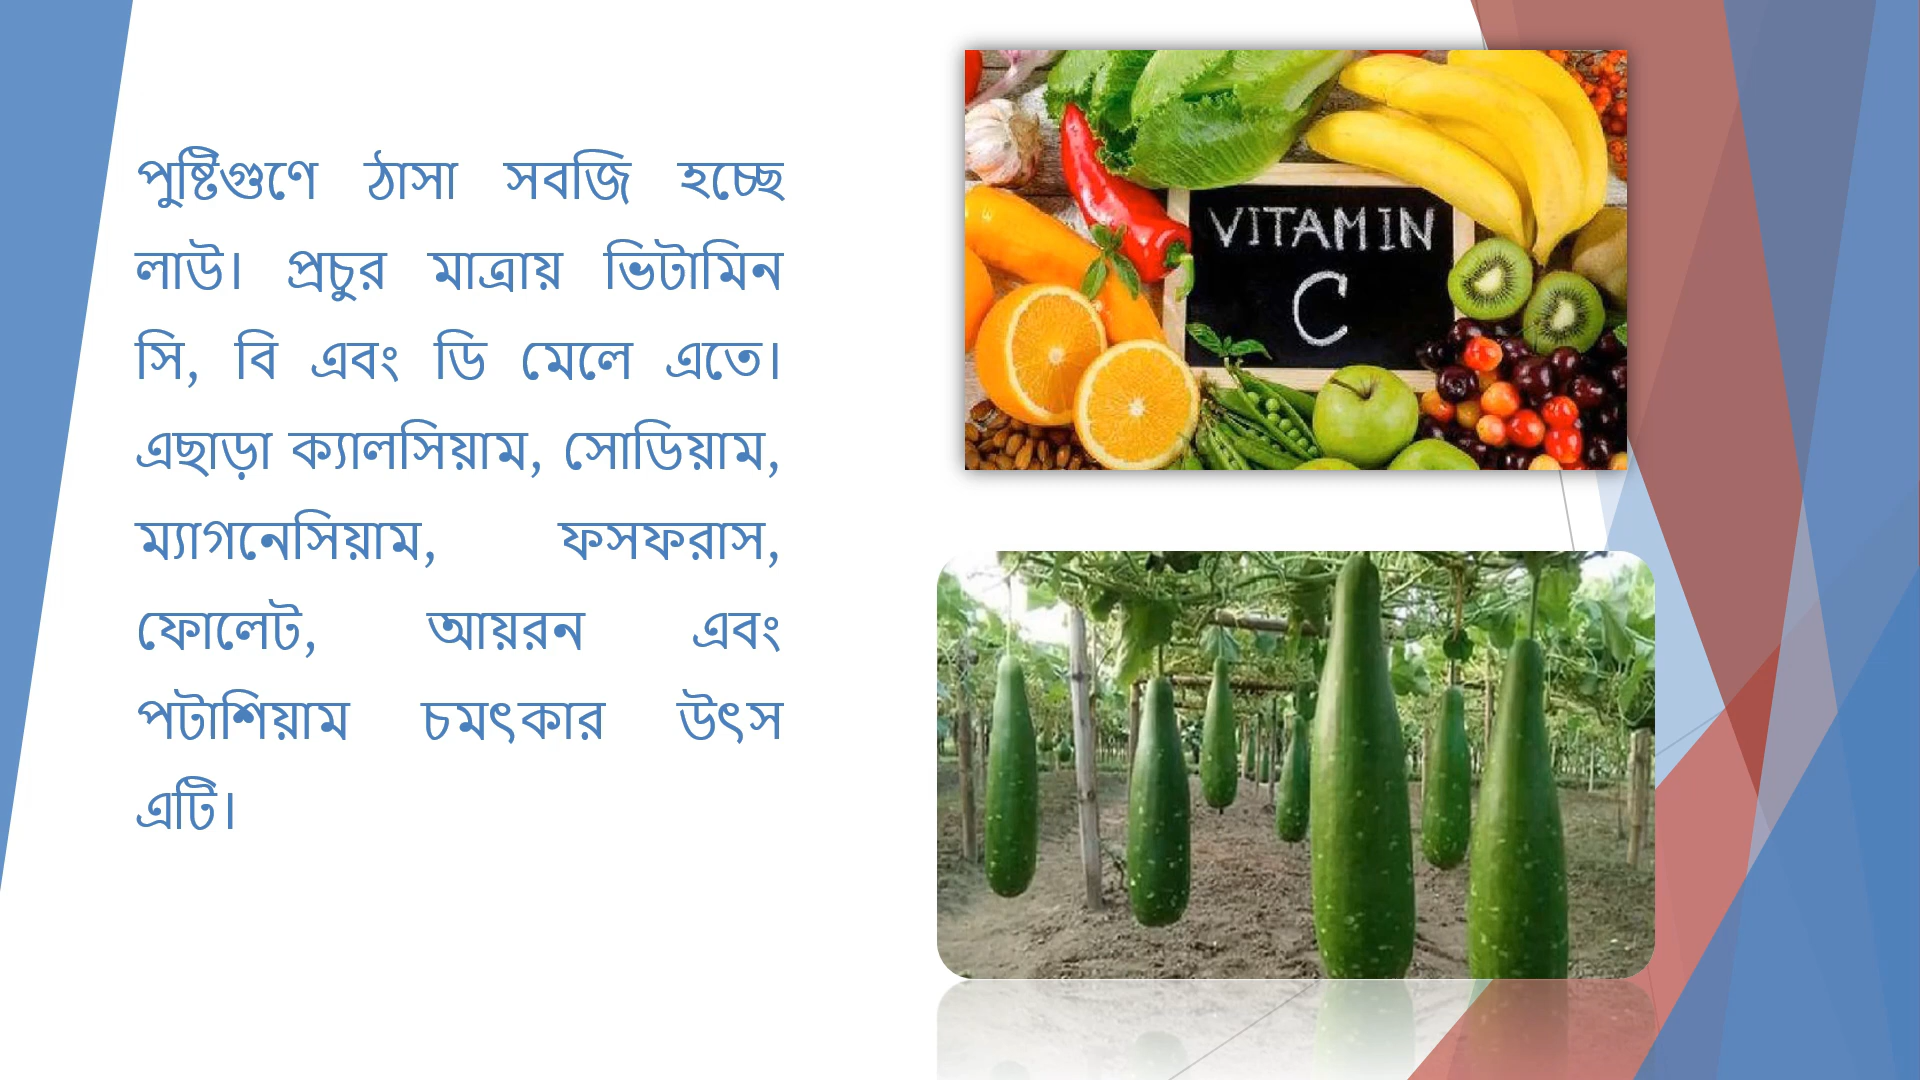 পুষ্টিগুণে ঠাসা সবজি হচ্ছে
লাউ। প্রচুর মাত্রায় ভিটামিন
সি, বি এবং ডি মেলে এতে।
এছাড়া ক্যালসিয়াম, সোডিয়াম,
ম্যাগনেসিয়াম, ফসফরাস,
ফোলেট, আয়রন এবং
পটাশিয়াম চমৎকার উৎস
এটি।
VITAMIN
C